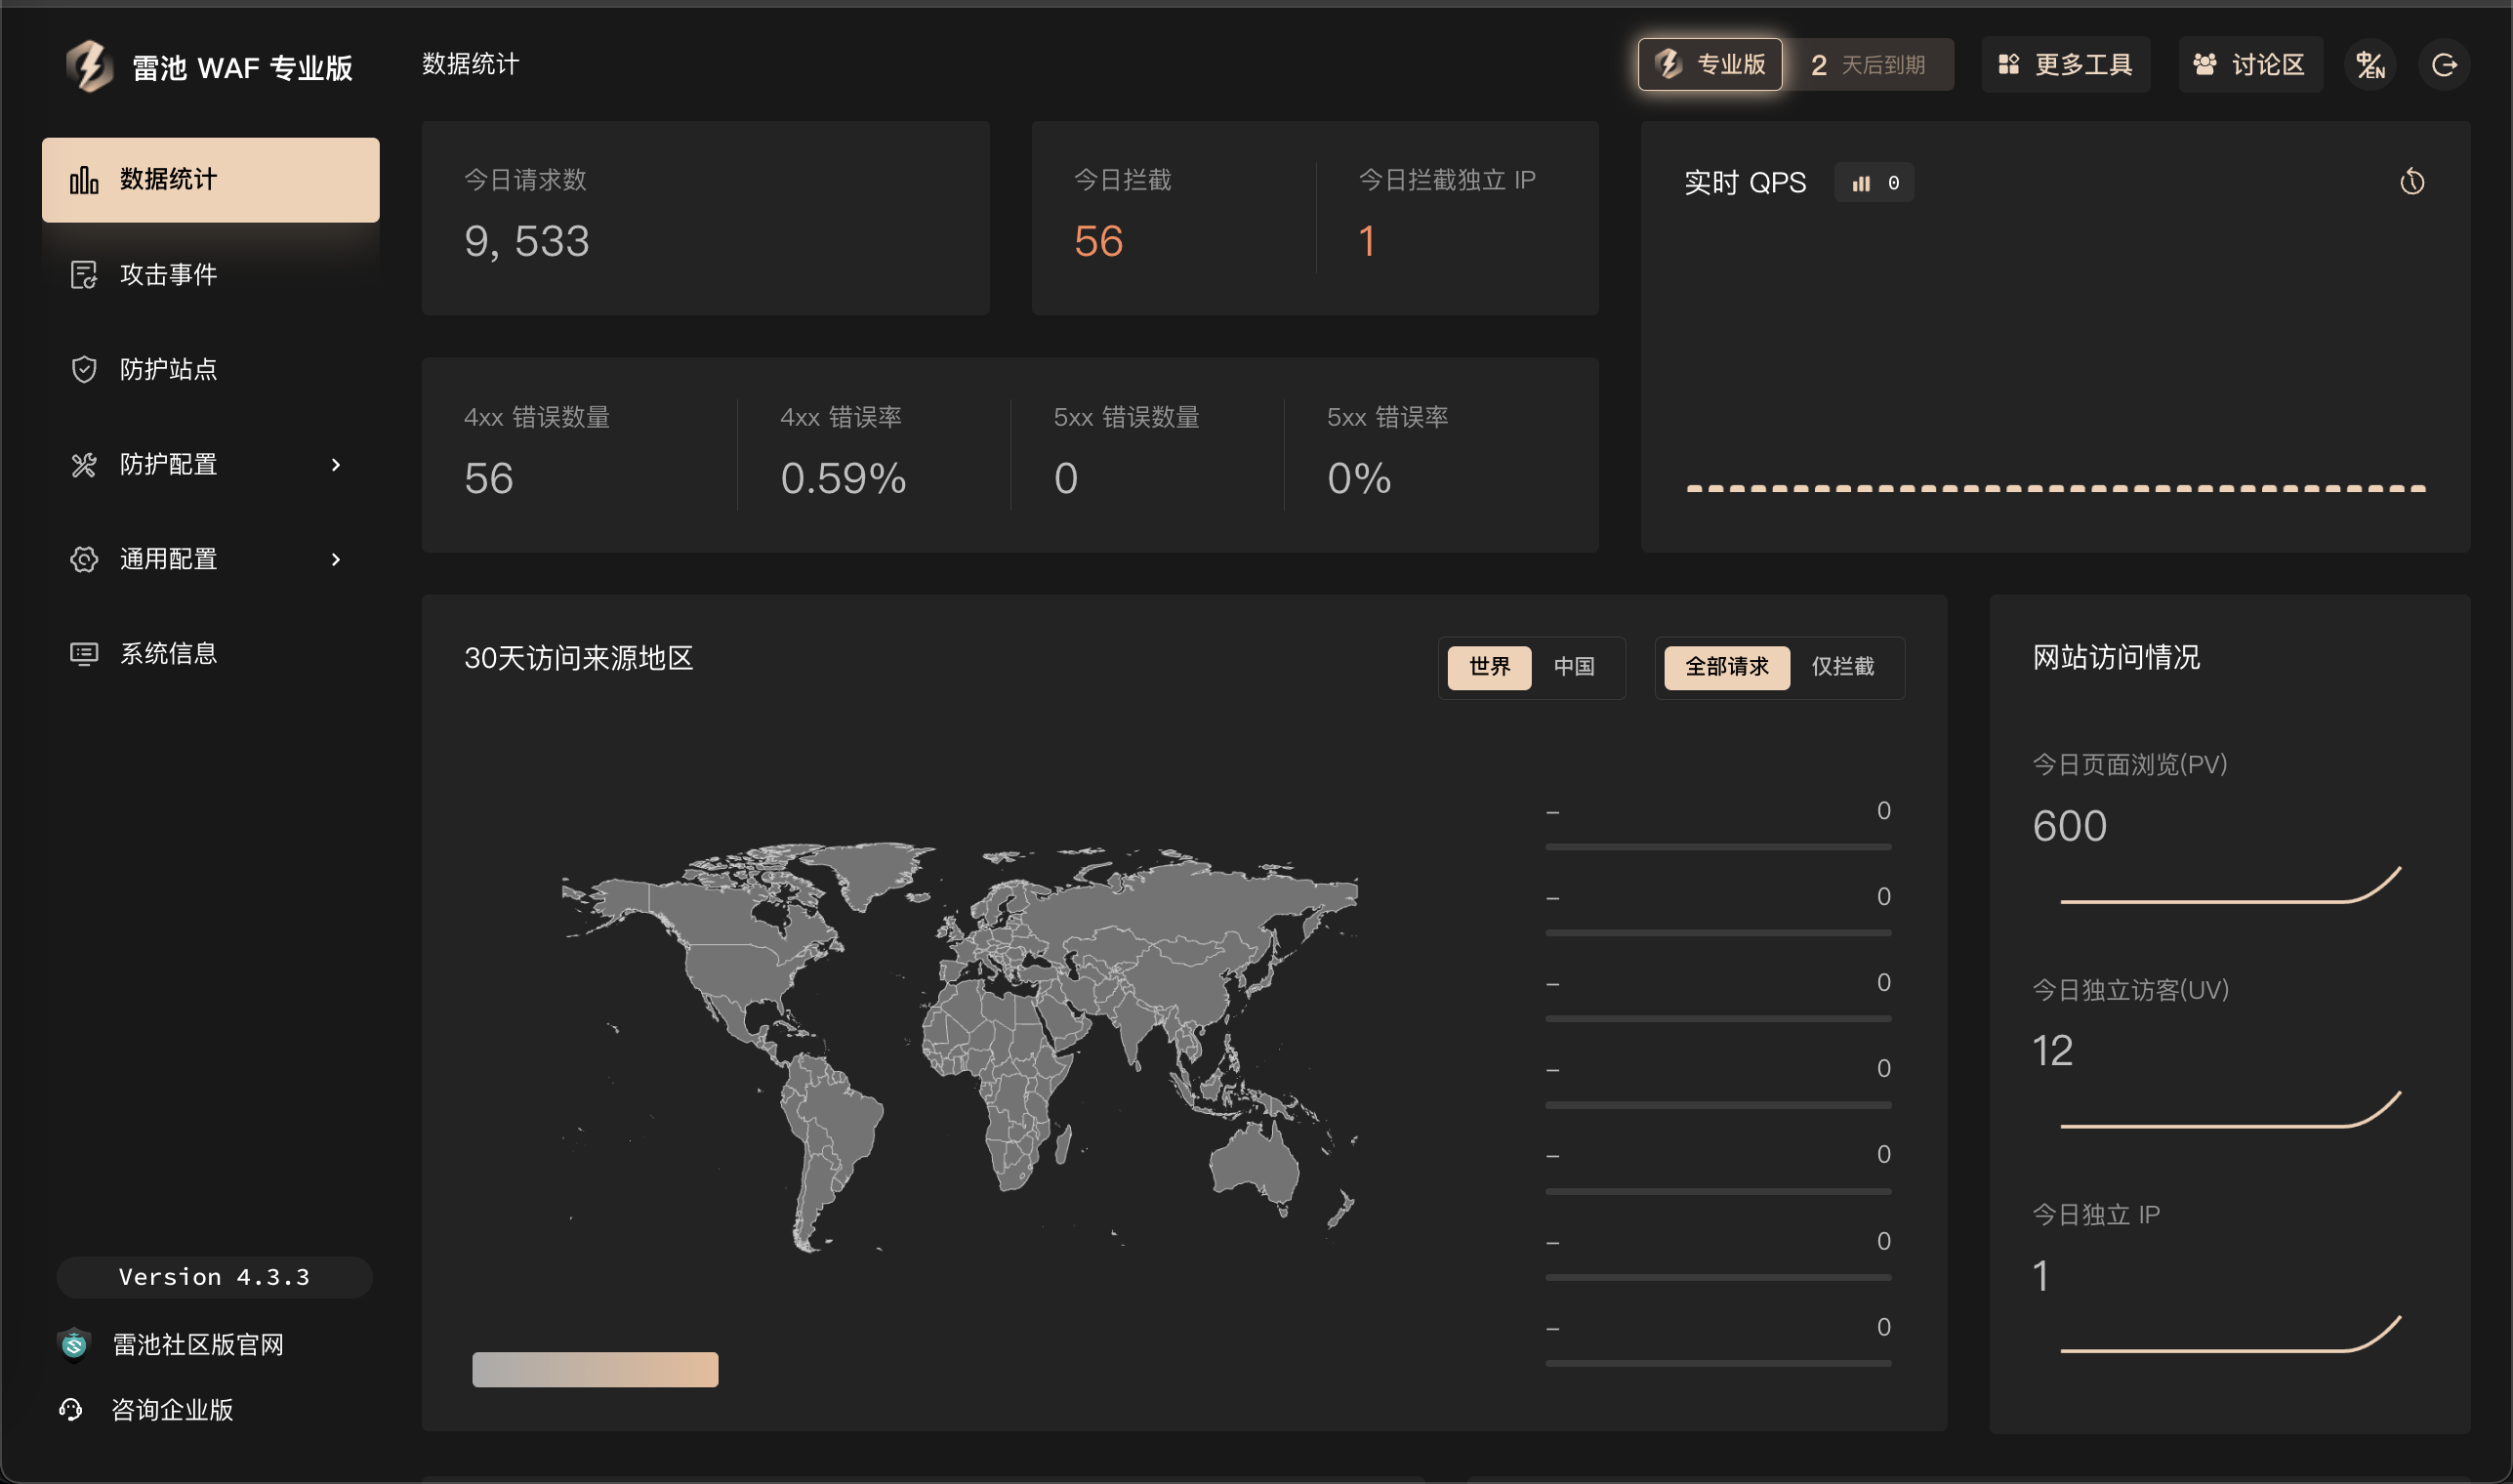 雷池 WAF 专业版
数据统计
专业版
2 天后到期
更多工具
讨论区
中/EN
数据统计
攻击事件
防护站点
防护配置
通用配置
系统信息
Version 4.3.3
雷池社区版官网
咨询企业版
今日请求数
9, 533
今日拦截
56
今日拦截独立 IP
1
实时 QPS
0
4xx 错误数量
56
4xx 错误率
0.59%
5xx 错误数量
0
5xx 错误率
0%
30天访问来源地区
世界 中国
全部请求 仅拦截
– 0
– 0
– 0
– 0
– 0
– 0
– 0
网站访问情况
今日页面浏览(PV)
600
今日独立访客(UV)
12
今日独立 IP
1